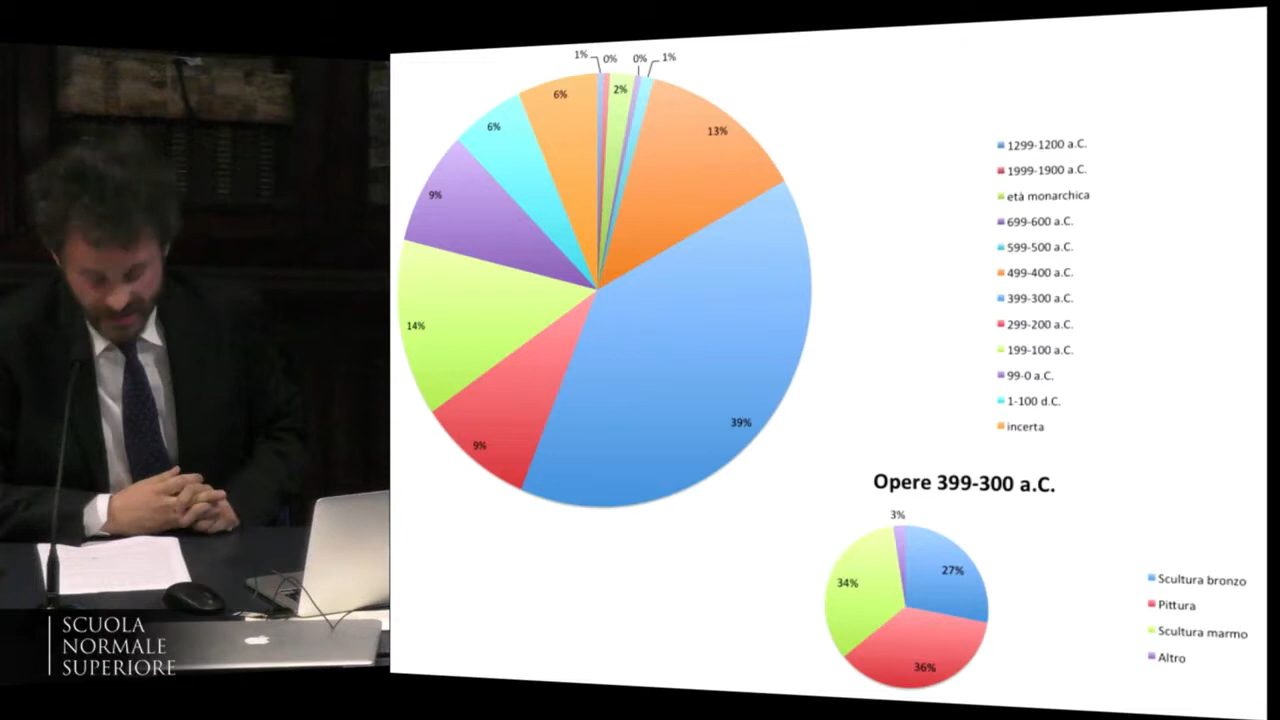 1%
0%
0%
1%
2%
6%
13%
6%
9%
14%
9%
39%
1299-1200 a.C.
1999-1900 a.C.
età monarchica
699-600 a.C.
599-500 a.C.
499-400 a.C.
399-300 a.C.
299-200 a.C.
199-100 a.C.
99-0 a.C.
1-100 d.C.
incerta
Opere 399-300 a.C.
3%
27%
34%
36%
Scultura bronzo
Pittura
Scultura marmo
Altro
SCUOLA
NORMALE
SUPERIORE